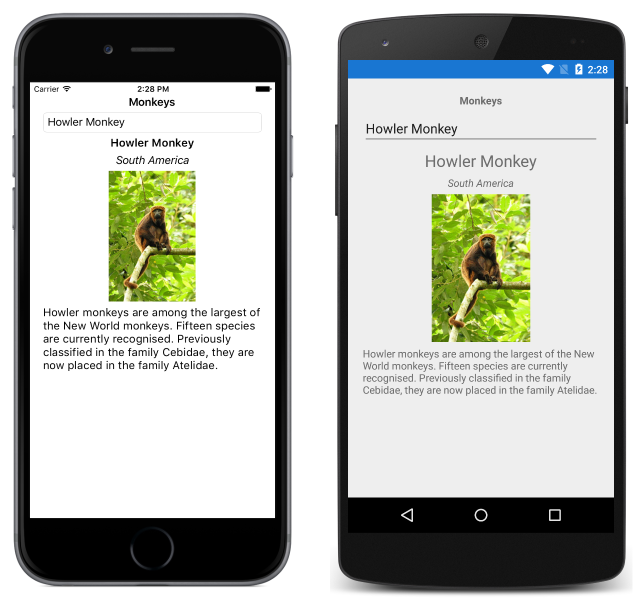 Carrier 2:28 PM
Monkeys
Howler Monkey
Howler Monkey
South America
Howler monkeys are among the largest of
the New World monkeys. Fifteen species
are currently recognised. Previously
classified in the family Cebidae, they are
now placed in the family Atelidae.
2:28
Monkeys
Howler Monkey
Howler Monkey
South America
Howler monkeys are among the largest of the New
World monkeys. Fifteen species are currently
recognised. Previously classified in the family
Cebidae, they are now placed in the family Atelidae.